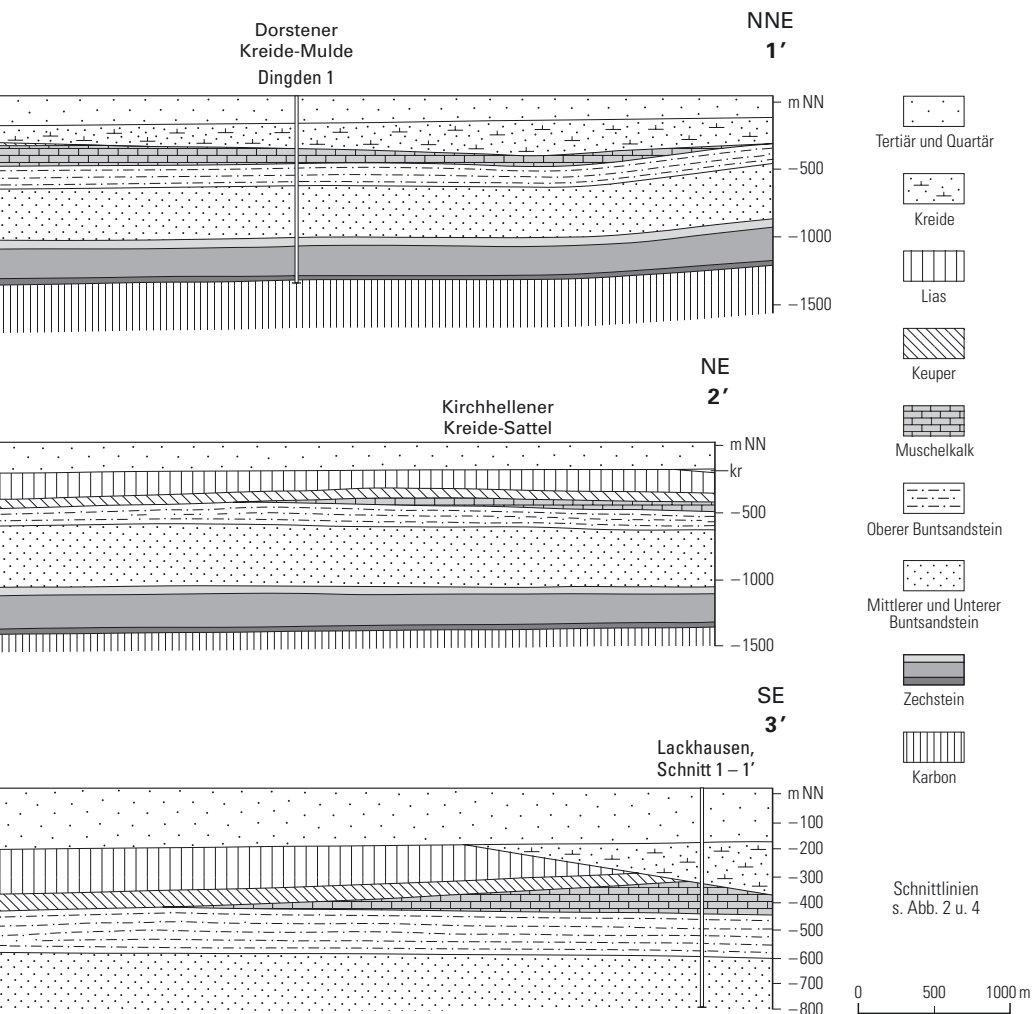 NNE
1′
Dorstener
Kreide-Mulde
Dingden 1
m NN
−500
−1000
−1500
NE
2′
Kirchhellener
Kreide-Sattel
m NN
kr
−500
−1000
−1500
SE
3′
Lackhausen,
Schnitt 1 – 1′
m NN
−100
−200
−300
−400
−500
−600
−700
−800
Tertiär und Quartär
Kreide
Lias
Keuper
Muschelkalk
Oberer Buntsandstein
Mittlerer und Unterer
Buntsandstein
Zechstein
Karbon
Schnittlinien
s. Abb. 2 u. 4
0 500 1000 m